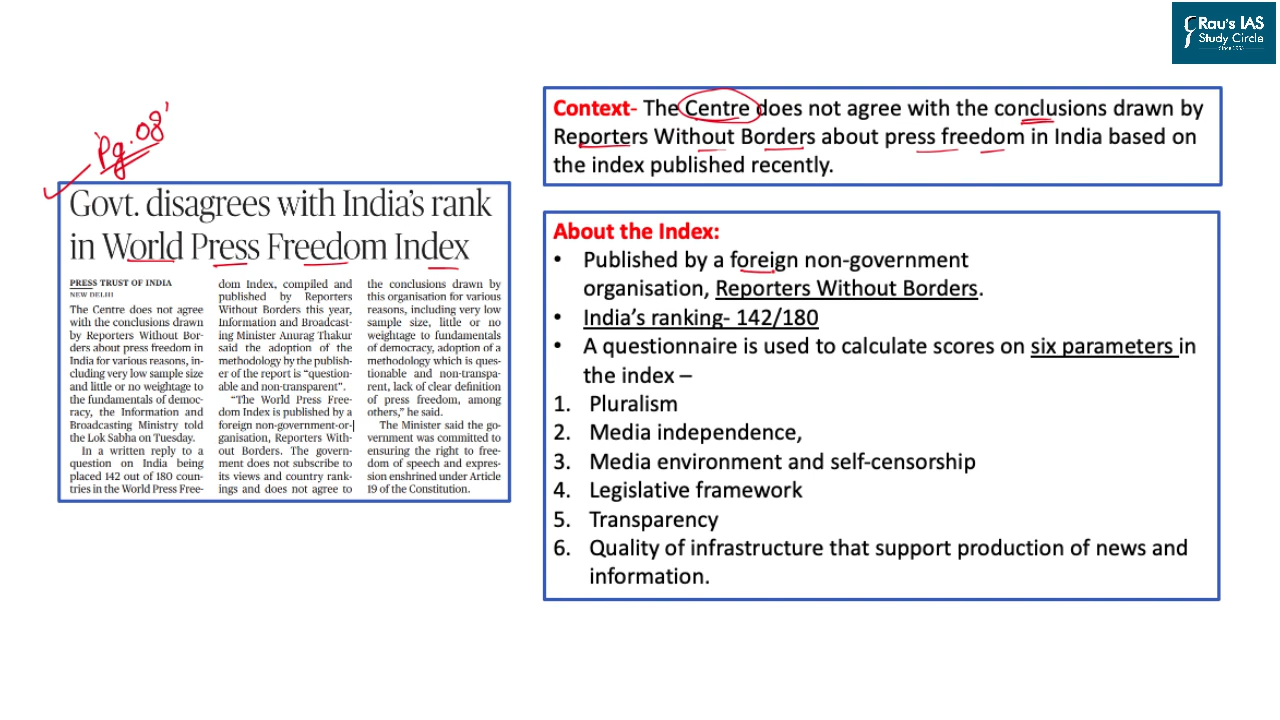 Rau's IAS
Study Circle
Since 1953
'Pg. 08'
Govt. disagrees with India's rank
in World Press Freedom Index
PRESS TRUST OF INDIA
NEW DELHI
The Centre does not agree
with the conclusions drawn
by Reporters Without Bor-
ders about press freedom in
India for various reasons, in-
cluding very low sample size
and little or no weightage to
the fundamentals of democ-
racy, the Information and
Broadcasting Ministry told
the Lok Sabha on Tuesday.
In a written reply to a
question on India being
placed 142 out of 180 coun-
tries in the World Press Free-
dom Index, compiled and
published by Reporters
Without Borders this year,
Information and Broadcast-
ing Minister Anurag Thakur
said the adoption of the
methodology by the publish-
er of the report is "question-
able and non-transparent".
"The World Press Free-
dom Index is published by a
foreign non-government-or-
ganisation, Reporters With-
out Borders. The govern-
ment does not subscribe to
its views and country rank-
ings and does not agree to
the conclusions drawn by
this organisation for various
reasons, including very low
sample size, little or no
weightage to fundamentals
of democracy, adoption of a
methodology which is ques-
tionable and non-transpa-
rent, lack of clear definition
of press freedom, among
others," he said.
The Minister said the go-
vernment was committed to
ensuring the right to free-
dom of speech and expres-
sion enshrined under Article
19 of the Constitution.
Context- The Centre does not agree with the conclusions drawn by
Reporters Without Borders about press freedom in India based on
the index published recently.
About the Index:
• Published by a foreign non-government
organisation, Reporters Without Borders.
• India's ranking- 142/180
• A questionnaire is used to calculate scores on six parameters in
the index –
1. Pluralism
2. Media independence,
3. Media environment and self-censorship
4. Legislative framework
5. Transparency
6. Quality of infrastructure that support production of news and
information.